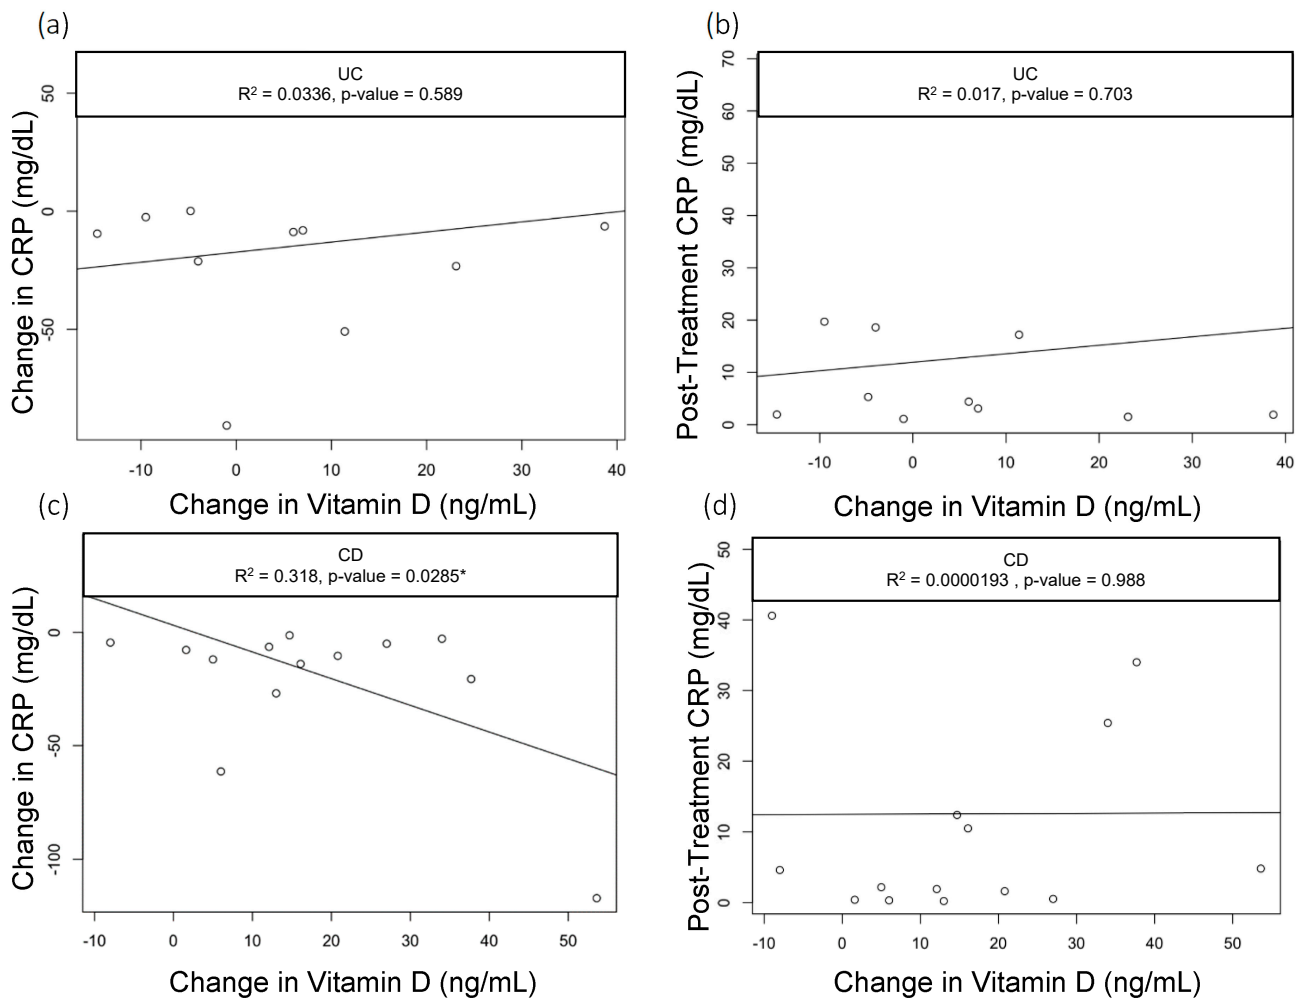 (a)
UC
R² = 0.0336, p-value = 0.589
Change in CRP (mg/dL)
50
0
-50
-10 0 10 20 30 40
Change in Vitamin D (ng/mL)
(b)
UC
R² = 0.017, p-value = 0.703
Post-Treatment CRP (mg/dL)
70
60
50
40
30
20
10
0
-10 0 10 20 30 40
Change in Vitamin D (ng/mL)
(c)
CD
R² = 0.318, p-value = 0.0285*
Change in CRP (mg/dL)
0
-50
-100
-10 0 10 20 30 40 50
Change in Vitamin D (ng/mL)
(d)
CD
R² = 0.0000193 , p-value = 0.988
Post-Treatment CRP (mg/dL)
50
40
30
20
10
0
-10 0 10 20 30 40 50
Change in Vitamin D (ng/mL)